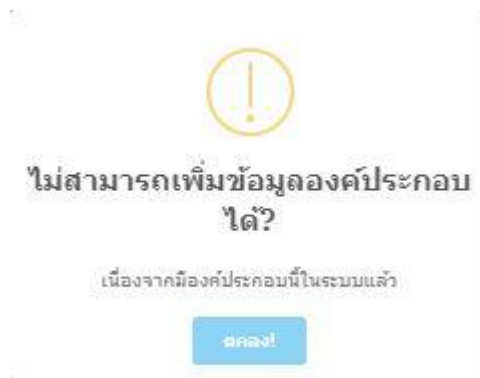 ไม่สามารถเพิ่มข้อมูลองค์ประกอบ
ได้?
เนื่องจากมีองค์ประกอบนี้ในระบบแล้ว
ตกลง!